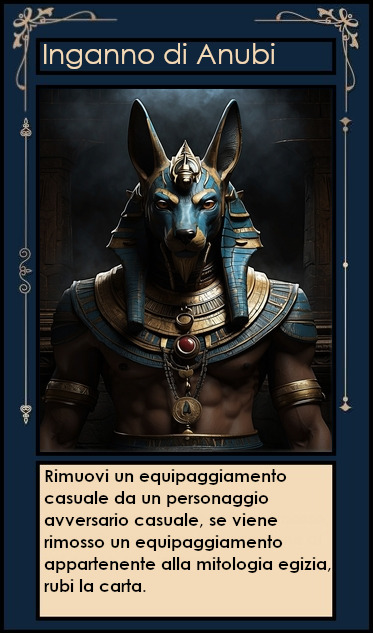 Inganno di Anubi
Rimuovi un equipaggiamento
casuale da un personaggio
avversario casuale, se viene
rimosso un equipaggiamento
appartenente alla mitologia egizia,
rubi la carta.